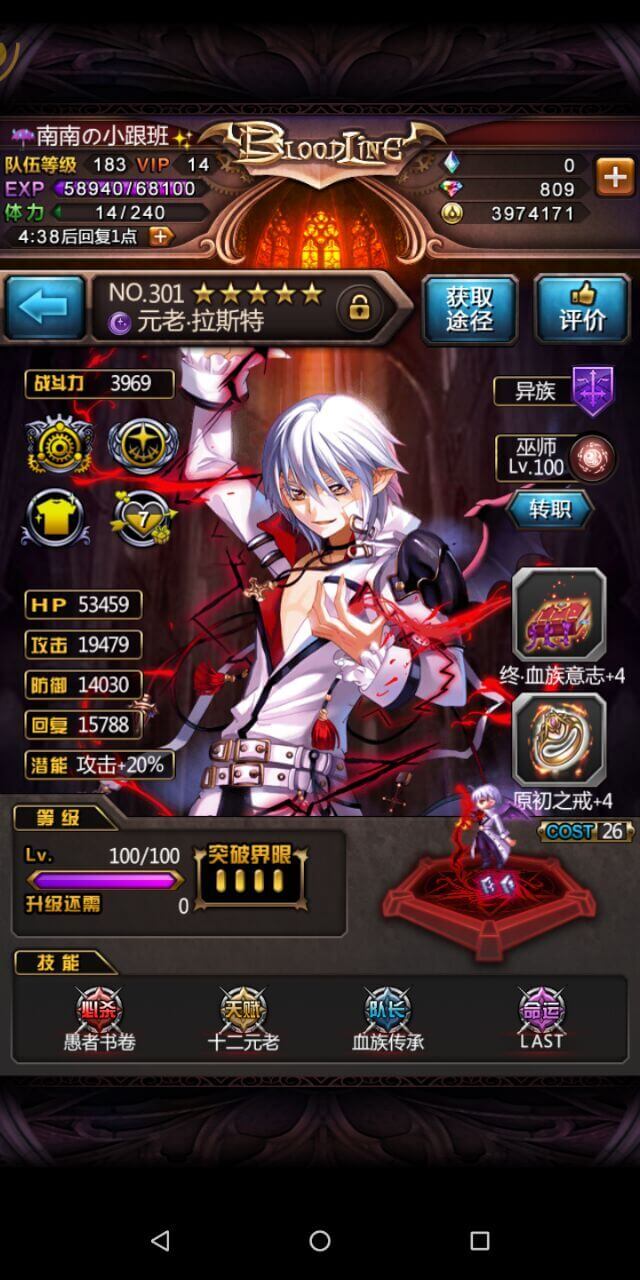 南南の小跟班
BLOODLINE
队伍等级 183 VIP 14
0
EXP 58940/68100
809
体力 14/240
3974171
4:38后回复1点
NO.301
元老·拉斯特
获取
途径
评价
战斗力 3969
异族
巫师
Lv.100
7
转职
HP 53459
攻击 19479
防御 14030
回复 15788
潜能 攻击+20%
终·血族意志+4
原初之戒+4
COST 26
等级
Lv. 100/100
突破界限
升级还需 0
技能
必杀
天赋
队长
命运
愚者书卷
十二元老
血族传承
LAST